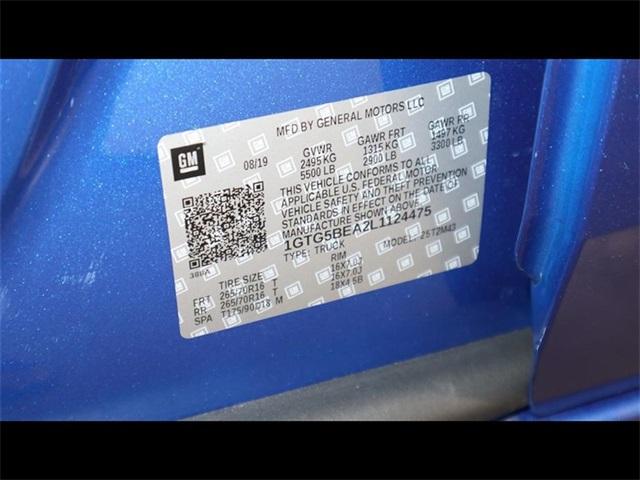 MFD BY GENERAL MOTORS LLC
GM
08/19
GVWR GAWR FRT GAWR RR
2495 KG 1315 KG 1497 KG
5500 LB 2900 LB 3300 LB
THIS VEHICLE CONFORMS TO ALL
APPLICABLE U.S. FEDERAL MOTOR
VEHICLE SAFETY AND THEFT PREVENTION
STANDARDS IN EFFECT ON THE DATE OF
MANUFACTURE SHOWN ABOVE.
1GTG5BEA2L1124475
TYPE: TRUCK MODEL: 25T2M43
TIRE SIZE RIM
FRT 265/70R16 T 16X7.0J
RR 265/70R16 T 16X7.0J
SPA T175/90D18 M 18X4.5B